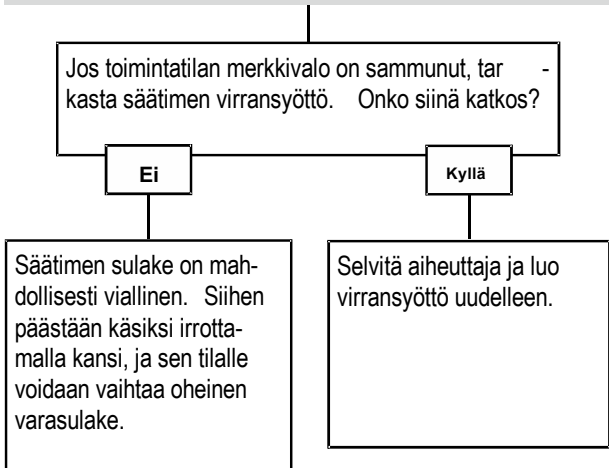 Jos toimintatilan merkkivalo on sammunut, tar -
kasta säätimen virransyöttö. Onko siinä katkos?
Ei
Kyllä
Säätimen sulake on mah-
dollisesti viallinen. Siihen
päästään käsiksi irrotta-
malla kansi, ja sen tilalle
voidaan vaihtaa oheinen
varasulake.
Selvitä aiheuttaja ja luo
virransyöttö uudelleen.